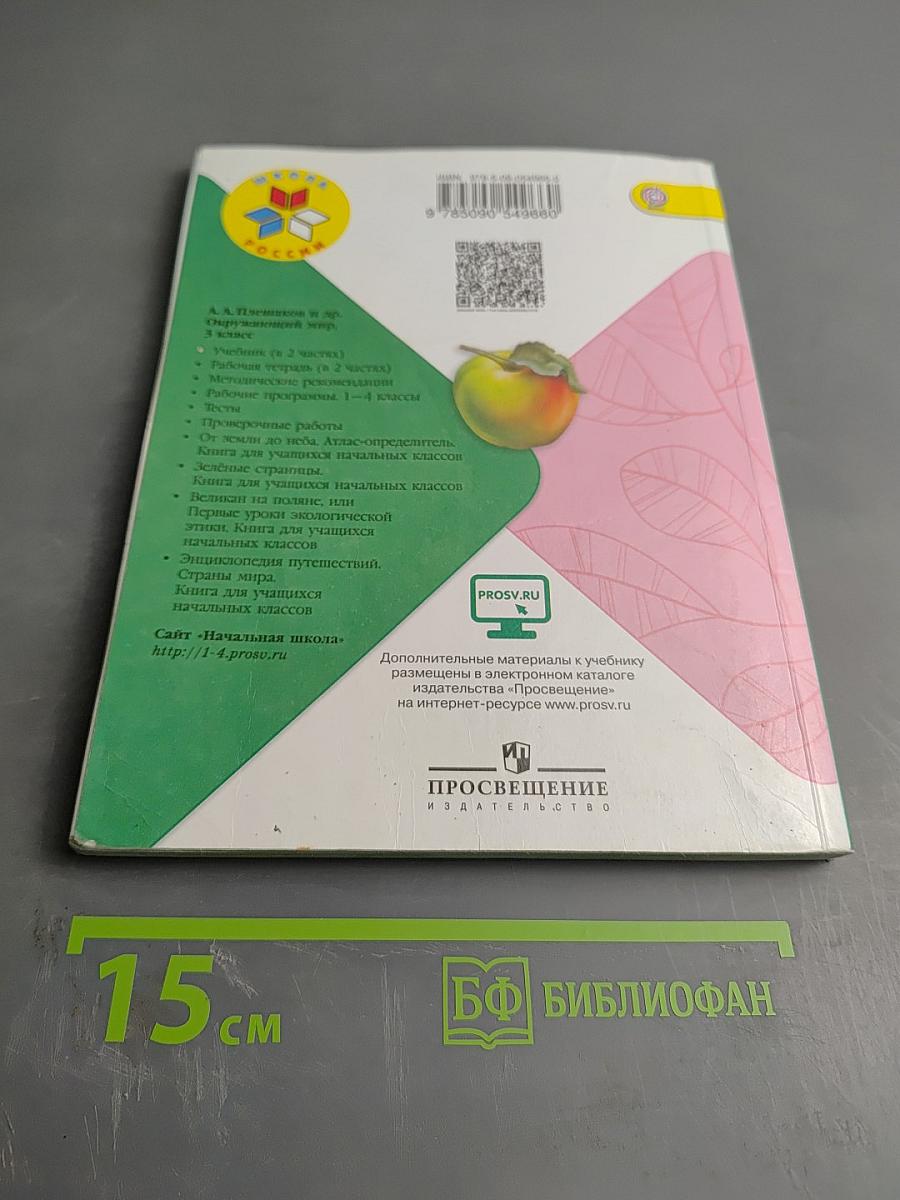 ШКОЛА
РОССИИ
9 785090 549660
А. А. Плешаков и др.
Окружающий мир.
3 класс
• Учебник (в 2 частях)
• Рабочая тетрадь (в 2 частях)
• Методические рекомендации
• Рабочие программы. 1—4 классы
• Тесты
• Проверочные работы
• От земли до неба. Атлас-определитель.
Книга для учащихся начальных классов
• Зелёные страницы.
Книга для учащихся начальных классов
• Великан на поляне, или
Первые уроки экологической
этики. Книга для учащихся
начальных классов
• Энциклопедия путешествий.
Страны мира.
Книга для учащихся
начальных классов
Сайт «Начальная школа»
http://1-4.prosv.ru
PROSV.RU
Дополнительные материалы к учебнику
размещены в электронном каталоге
издательства «Просвещение»
на интернет-ресурсе www.prosv.ru
ПРОСВЕЩЕНИЕ
ИЗДАТЕЛЬСТВО
15 см
БФ БИБЛИОФАН